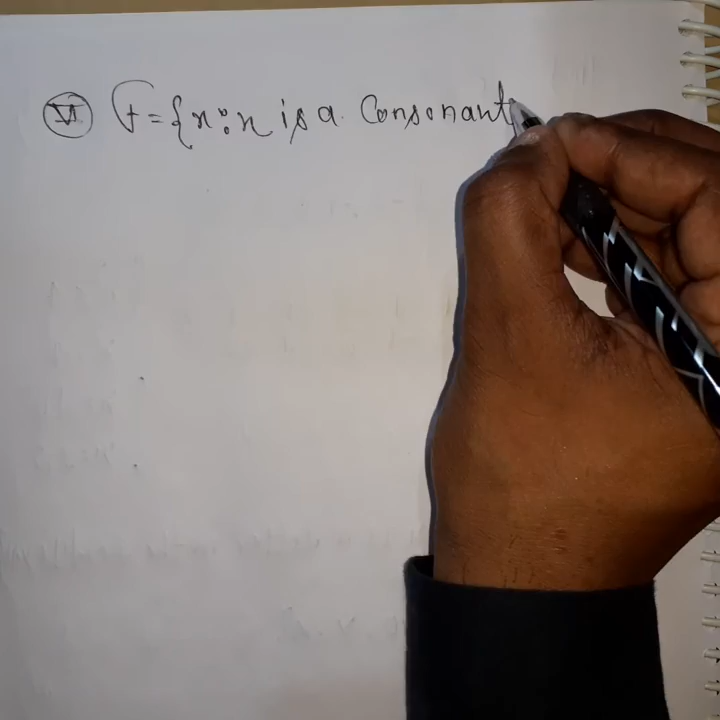 VI F = {x : x is a Consonant